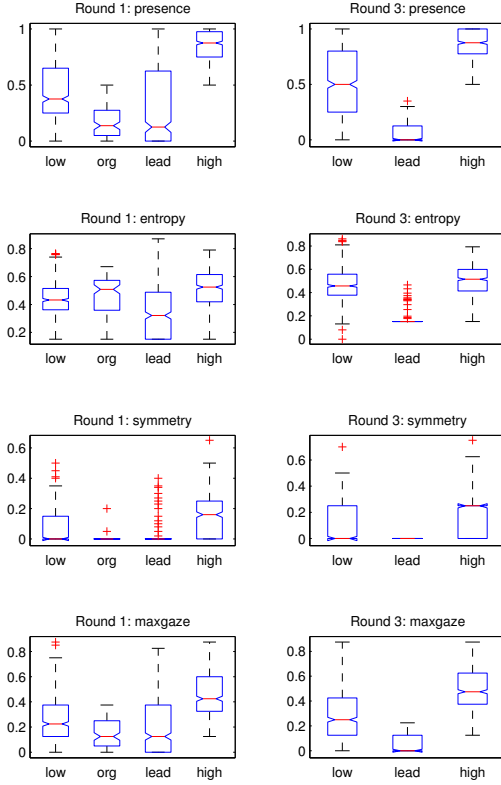 Round 1: presence
1
0.5
0
low org lead high
Round 3: presence
1
0.5
0
low lead high
Round 1: entropy
0.8
0.6
0.4
0.2
low org lead high
Round 3: entropy
0.8
0.6
0.4
0.2
0
low lead high
Round 1: symmetry
0.6
0.4
0.2
0
low org lead high
Round 3: symmetry
0.6
0.4
0.2
0
low lead high
Round 1: maxgaze
0.8
0.6
0.4
0.2
0
low org lead high
Round 3: maxgaze
0.8
0.6
0.4
0.2
0
low lead high